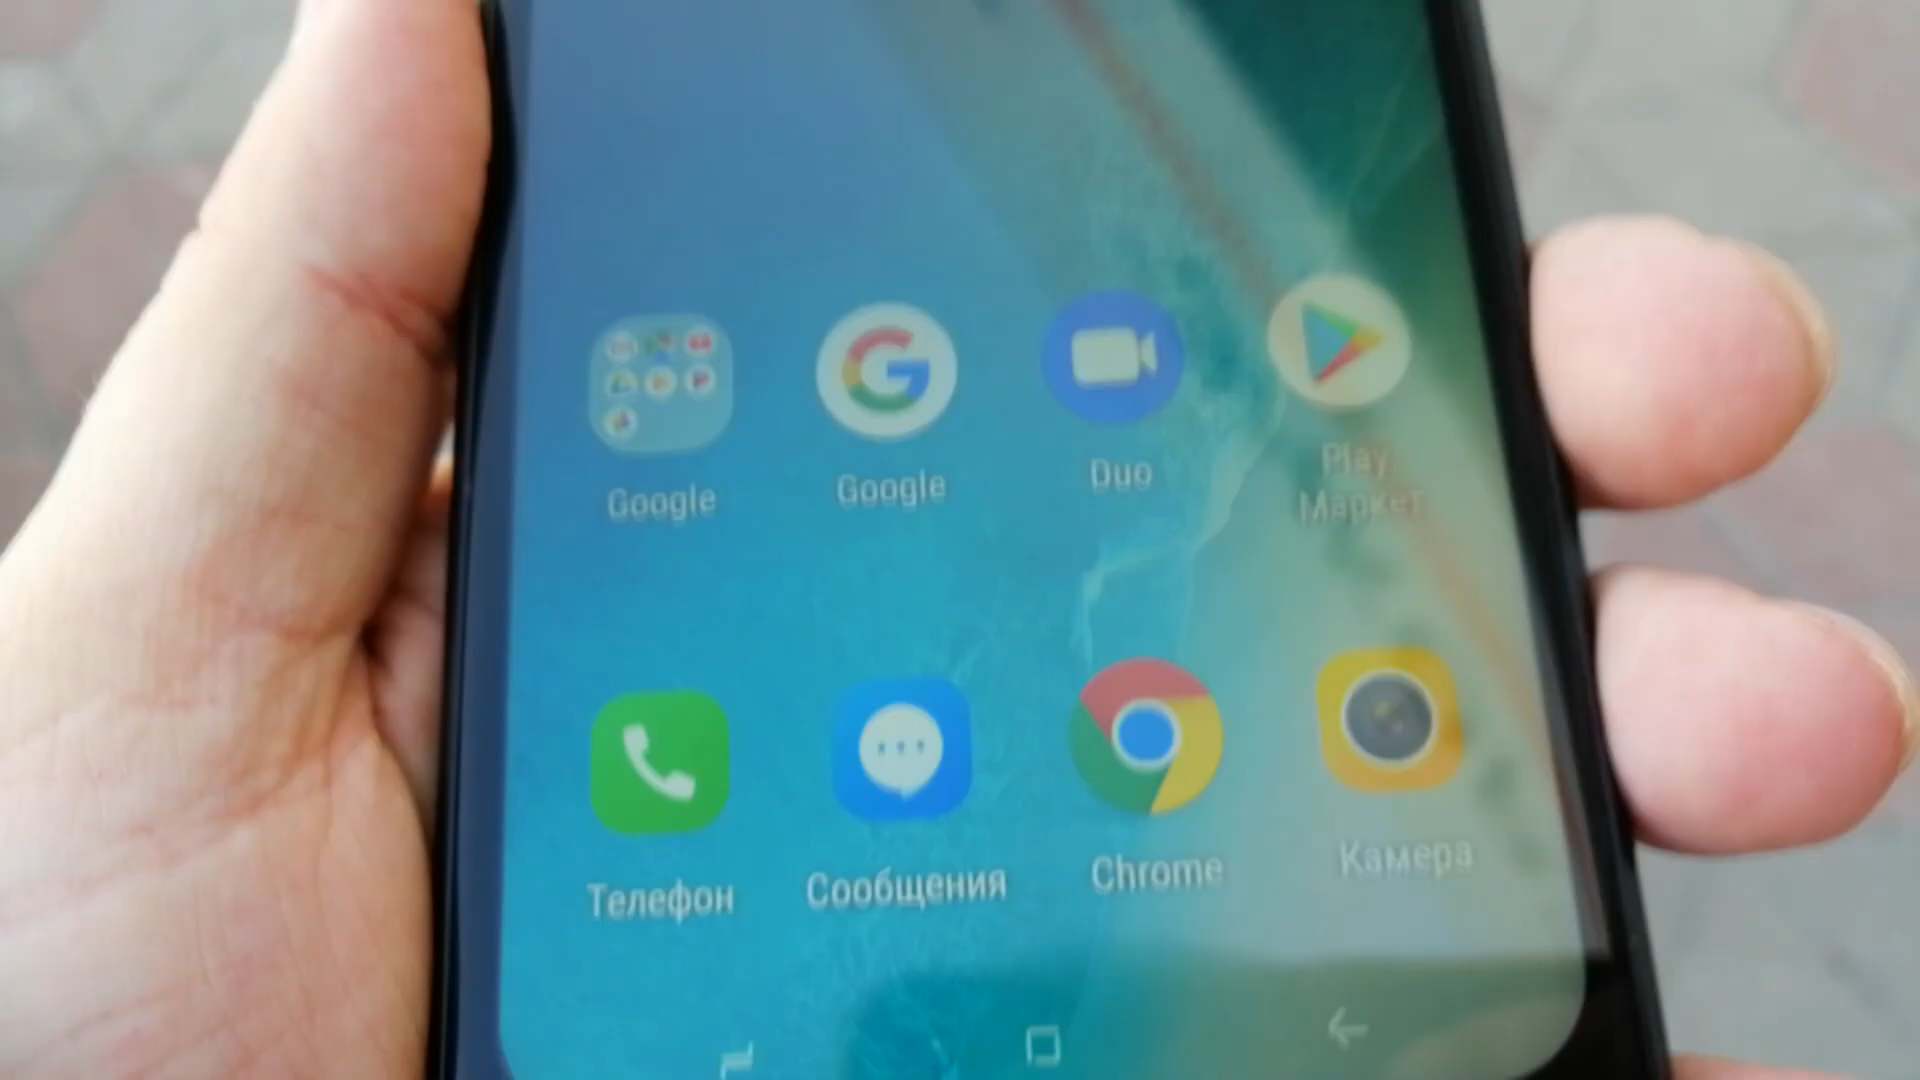 Google
Google
Duo
Play
Маркет
Телефон
Сообщения
Chrome
Камера